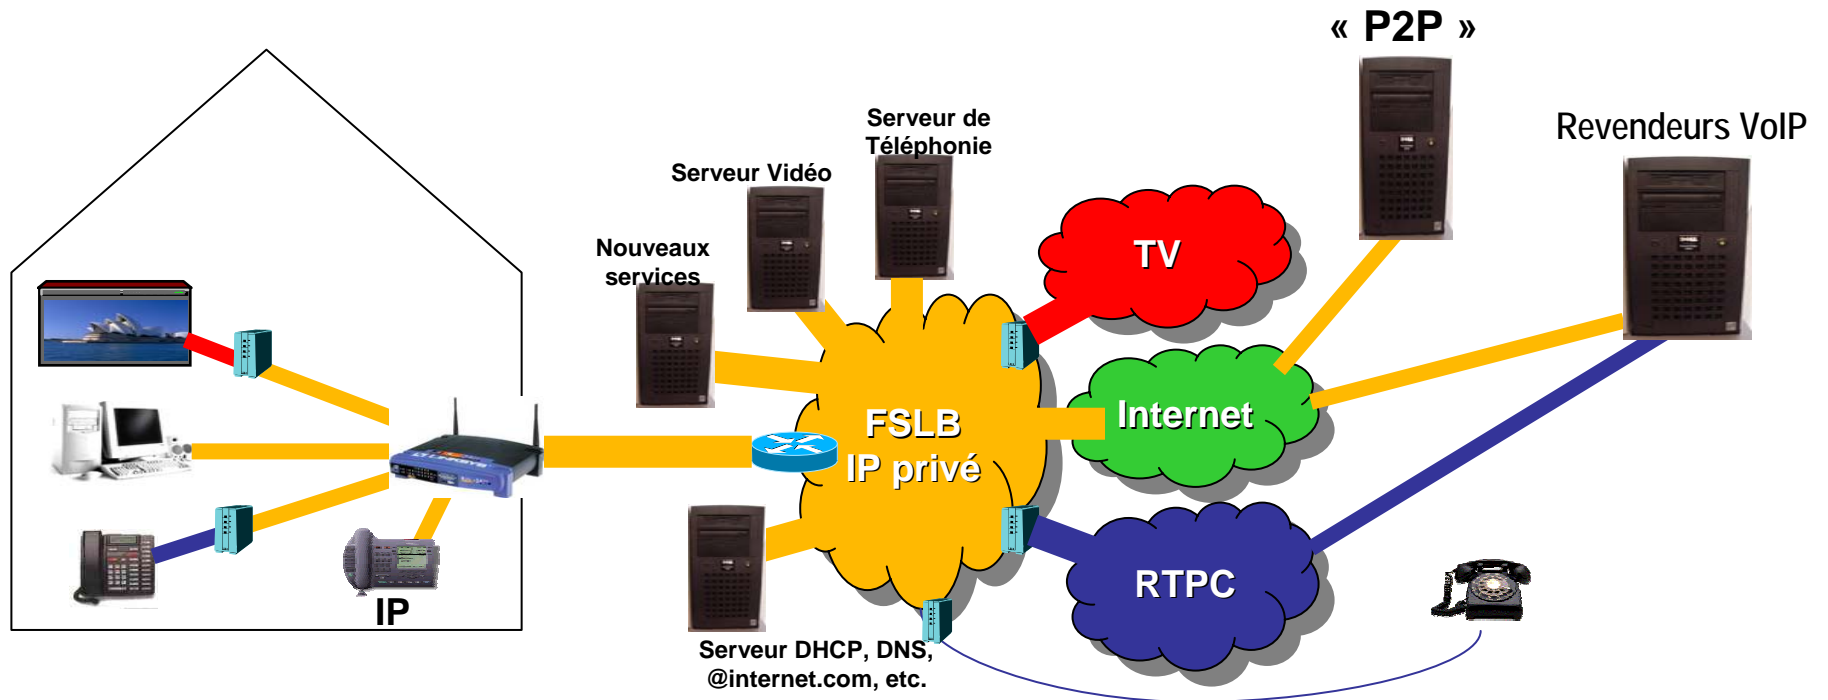 « P2P »
Revendeurs VoIP
Serveur de
Téléphonie
Serveur Vidéo
Nouveaux
services
TV
Internet
FSLB
IP privé
RTPC
IP
Serveur DHCP, DNS,
@internet.com, etc.